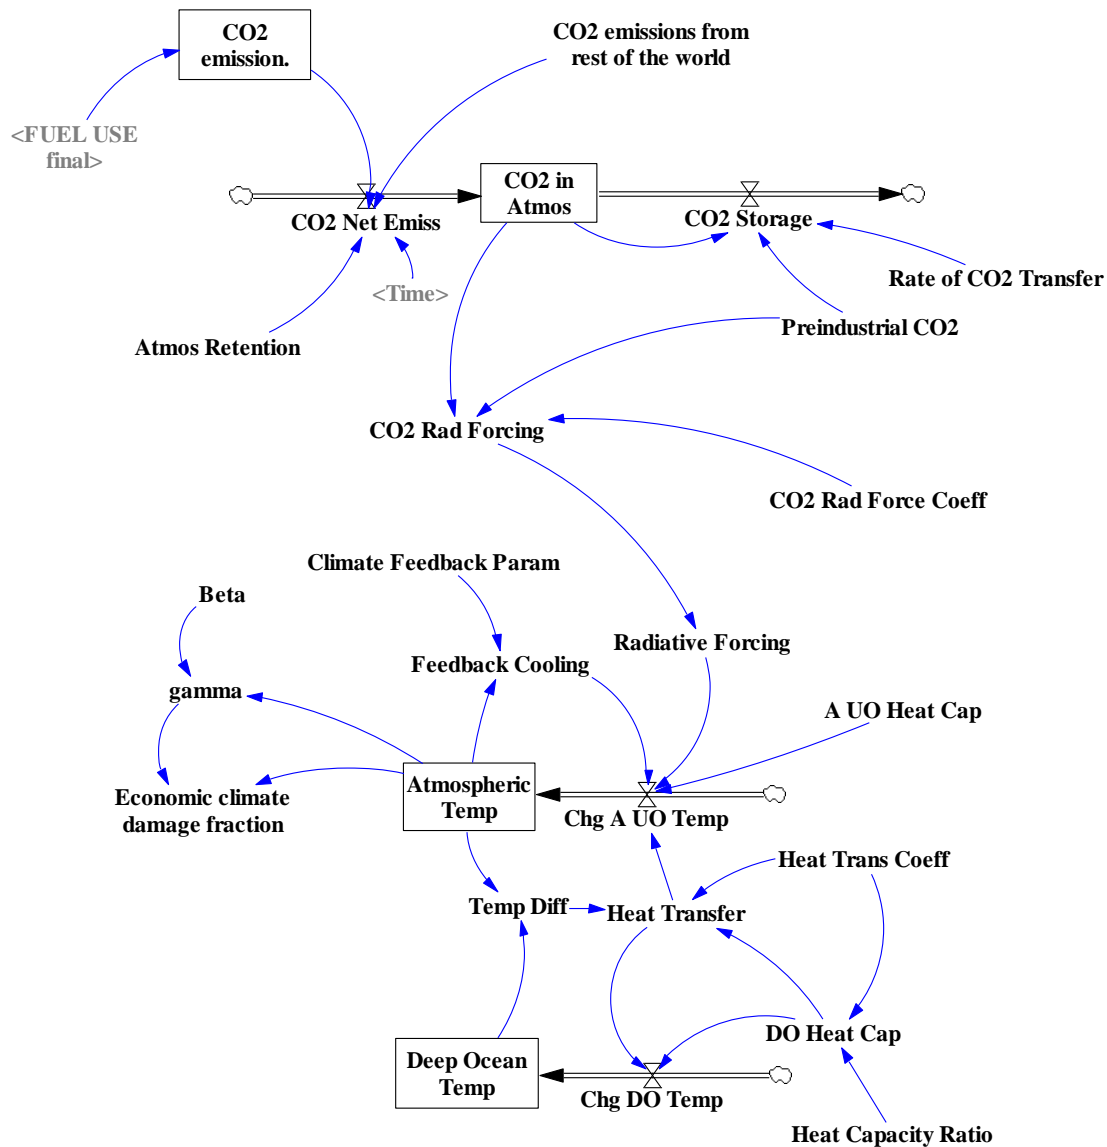 CO2
emission.
CO2 emissions from
rest of the world
<FUEL USE
final>
CO2 in
Atmos
CO2 Net Emiss
CO2 Storage
Rate of CO2 Transfer
<Time>
Preindustrial CO2
Atmos Retention
CO2 Rad Forcing
CO2 Rad Force Coeff
Climate Feedback Param
Beta
Radiative Forcing
Feedback Cooling
gamma
A UO Heat Cap
Atmospheric
Temp
Economic climate
damage fraction
Chg A UO Temp
Heat Trans Coeff
Temp Diff
Heat Transfer
DO Heat Cap
Deep Ocean
Temp
Chg DO Temp
Heat Capacity Ratio